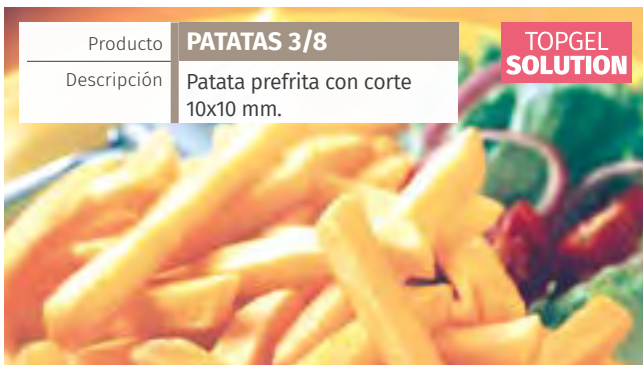 Producto PATATAS 3/8
Descripción Patata prefrita con corte
10x10 mm.
TOPGEL
SOLUTION